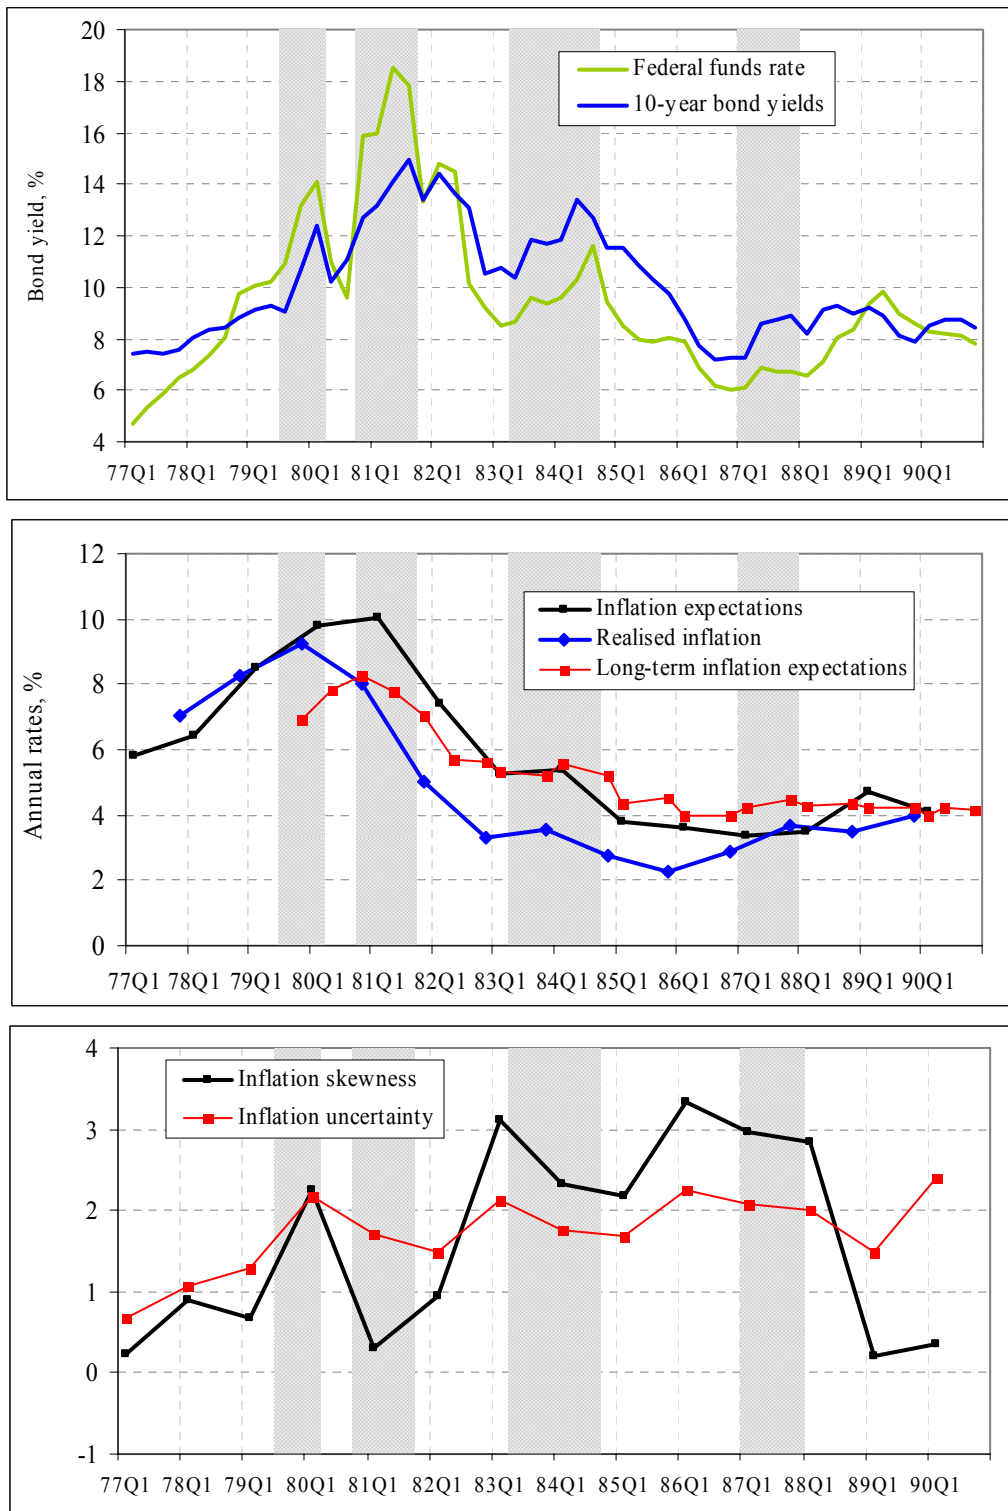 20
18
16
14
12
10
8
6
4
Bond yield, %
Federal funds rate
10-year bond yields
77Q1 78Q1 79Q1 80Q1 81Q1 82Q1 83Q1 84Q1 85Q1 86Q1 87Q1 88Q1 89Q1 90Q1
12
10
8
6
4
2
0
Annual rates, %
Inflation expectations
Realised inflation
Long-term inflation expectations
77Q1 78Q1 79Q1 80Q1 81Q1 82Q1 83Q1 84Q1 85Q1 86Q1 87Q1 88Q1 89Q1 90Q1
4
3
2
1
0
-1
Inflation skewness
Inflation uncertainty
77Q1 78Q1 79Q1 80Q1 81Q1 82Q1 83Q1 84Q1 85Q1 86Q1 87Q1 88Q1 89Q1 90Q1